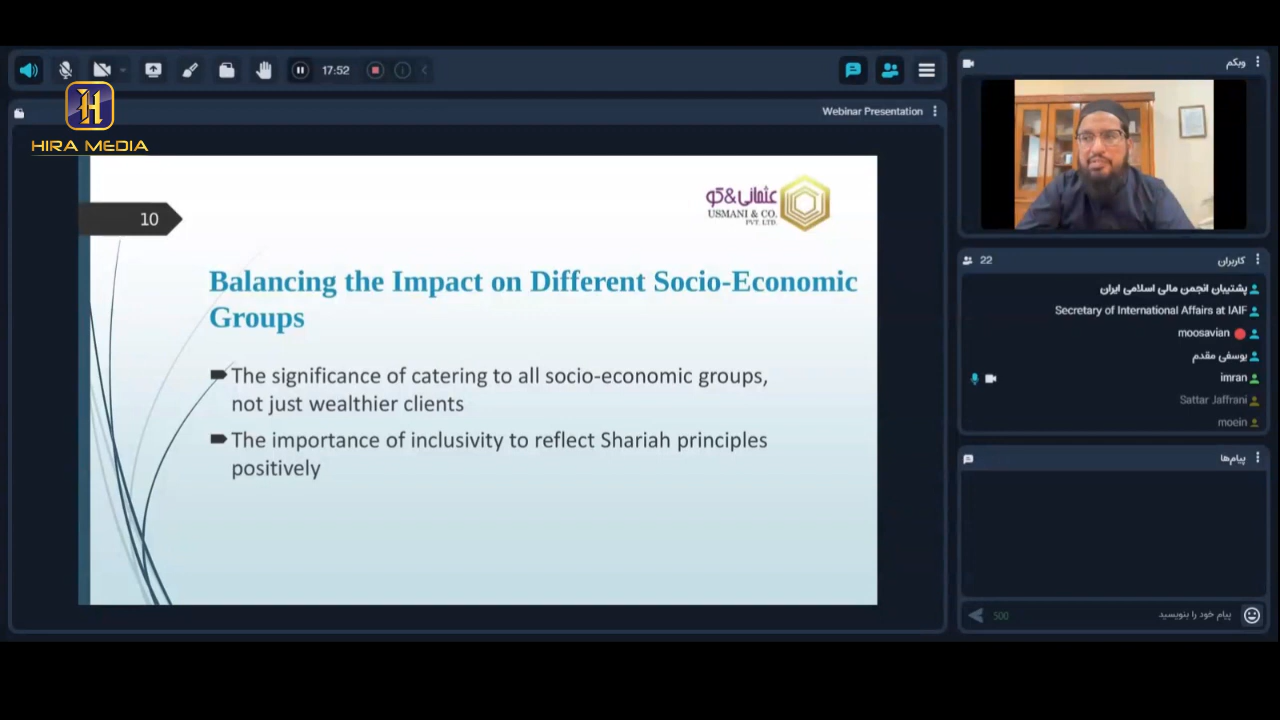 17:52
HIRA MEDIA
Webinar Presentation
10
عثمانی&کو
USMANI & CO.
PVT. LTD.
Balancing the Impact on Different Socio-Economic
Groups
The significance of catering to all socio-economic groups,
not just wealthier clients
The importance of inclusivity to reflect Shariah principles
positively
وبکم
22
کاربران
پشتیبان انجمن مالی اسلامی ایران
Secretary of International Affairs at IAIF
moosavian
یوسفی مقدم
imran
Sattar Jaffrani
moein
پیام‌ها
500
پیام خود را بنویسید